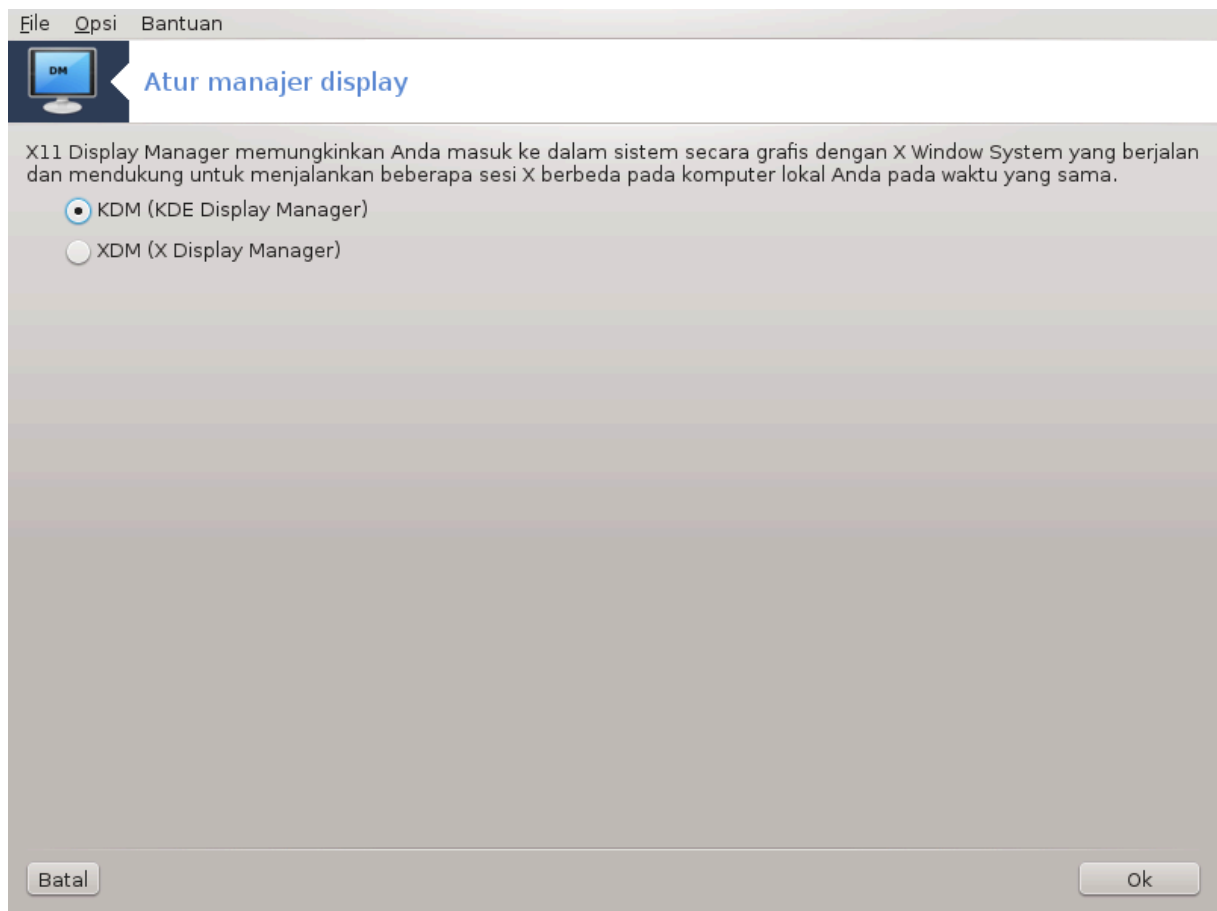 File Opsi Bantuan
DM
Atur manajer display
X11 Display Manager memungkinkan Anda masuk ke dalam sistem secara grafis dengan X Window System yang berjalan
dan mendukung untuk menjalankan beberapa sesi X berbeda pada komputer lokal Anda pada waktu yang sama.
KDM (KDE Display Manager)
XDM (X Display Manager)
Batal
Ok